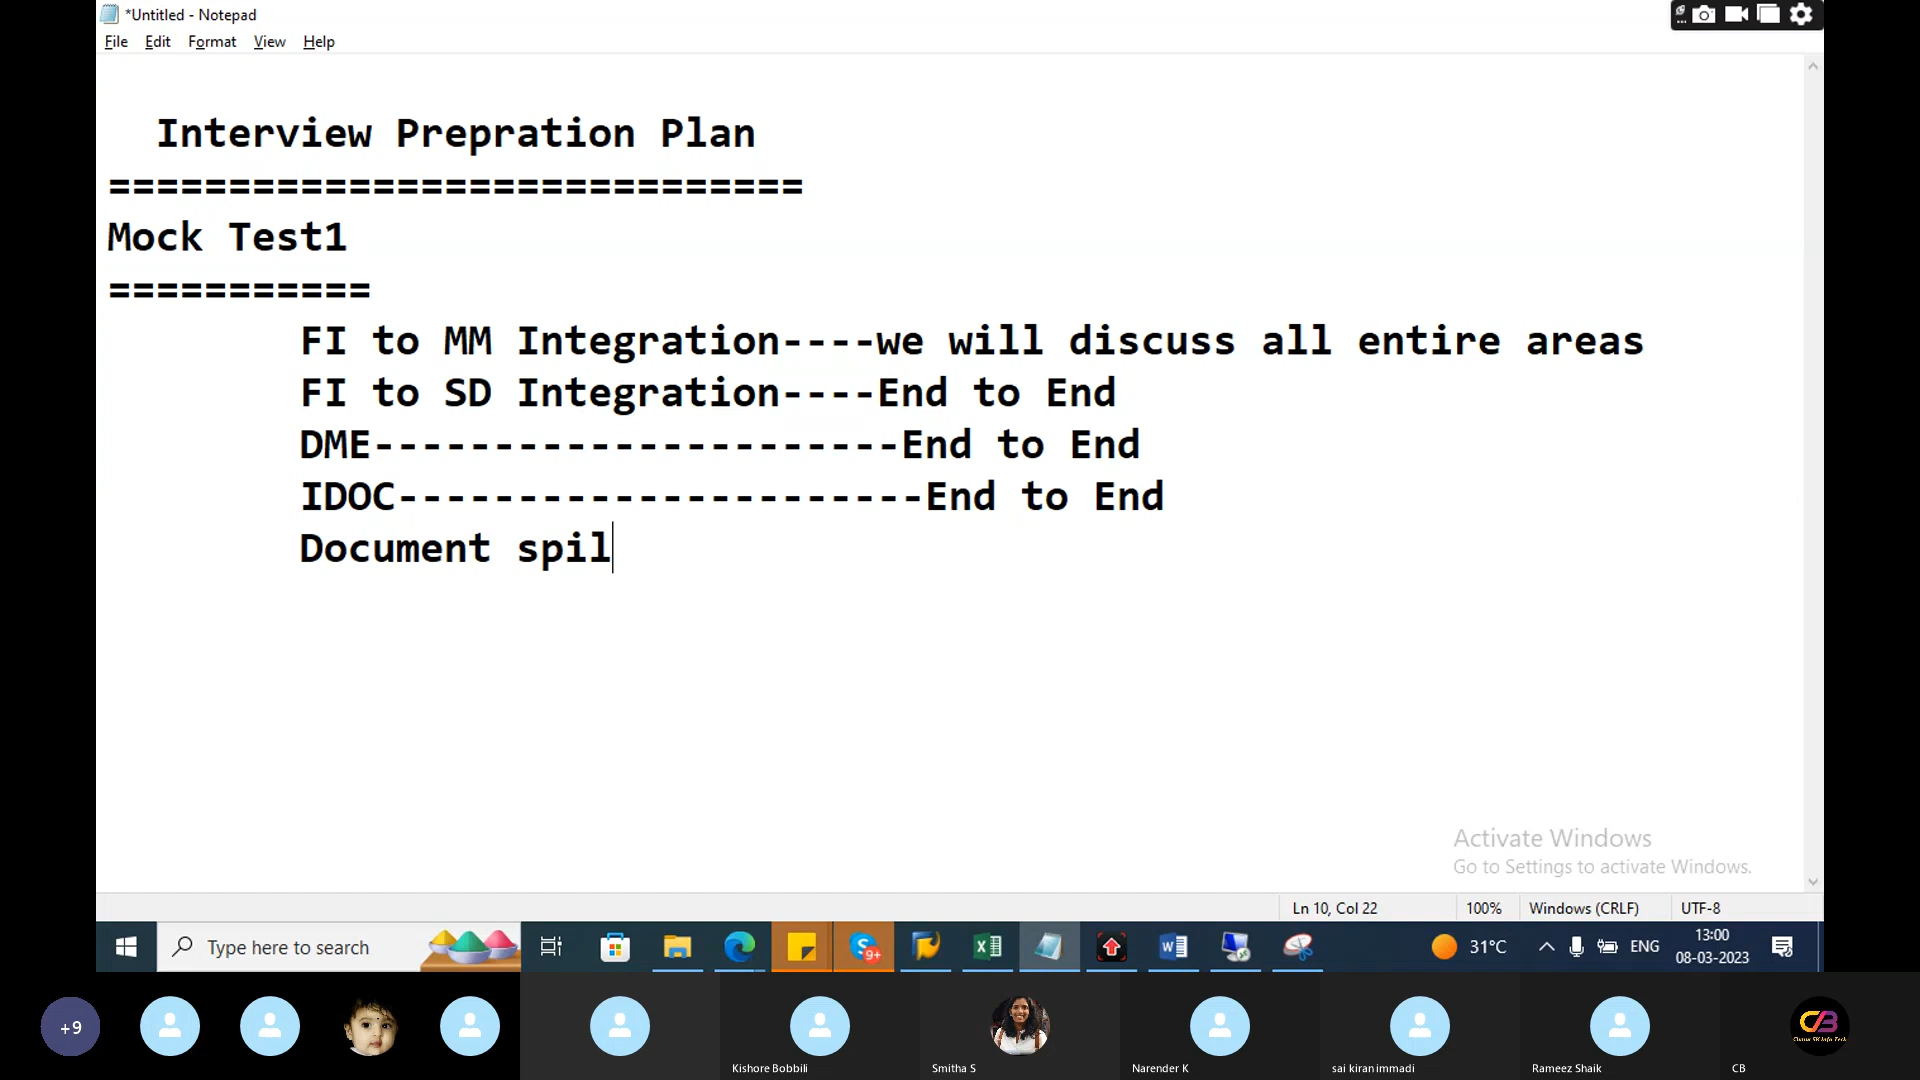 *Untitled - Notepad
File Edit Format View Help
Interview Prepration Plan
=============================
Mock Test1
===========
FI to MM Integration----we will discuss all entire areas
FI to SD Integration----End to End
DME----------------------End to End
IDOC----------------------End to End
Document spil
Activate Windows
Go to Settings to activate Windows.
Ln 10, Col 22 100% Windows (CRLF) UTF-8
Type here to search 9+ 31°C ENG 13:00
08-03-2023
+9 Kishore Bobbili Smitha S Narender K sai kiran immadi Rameez Shaik CB